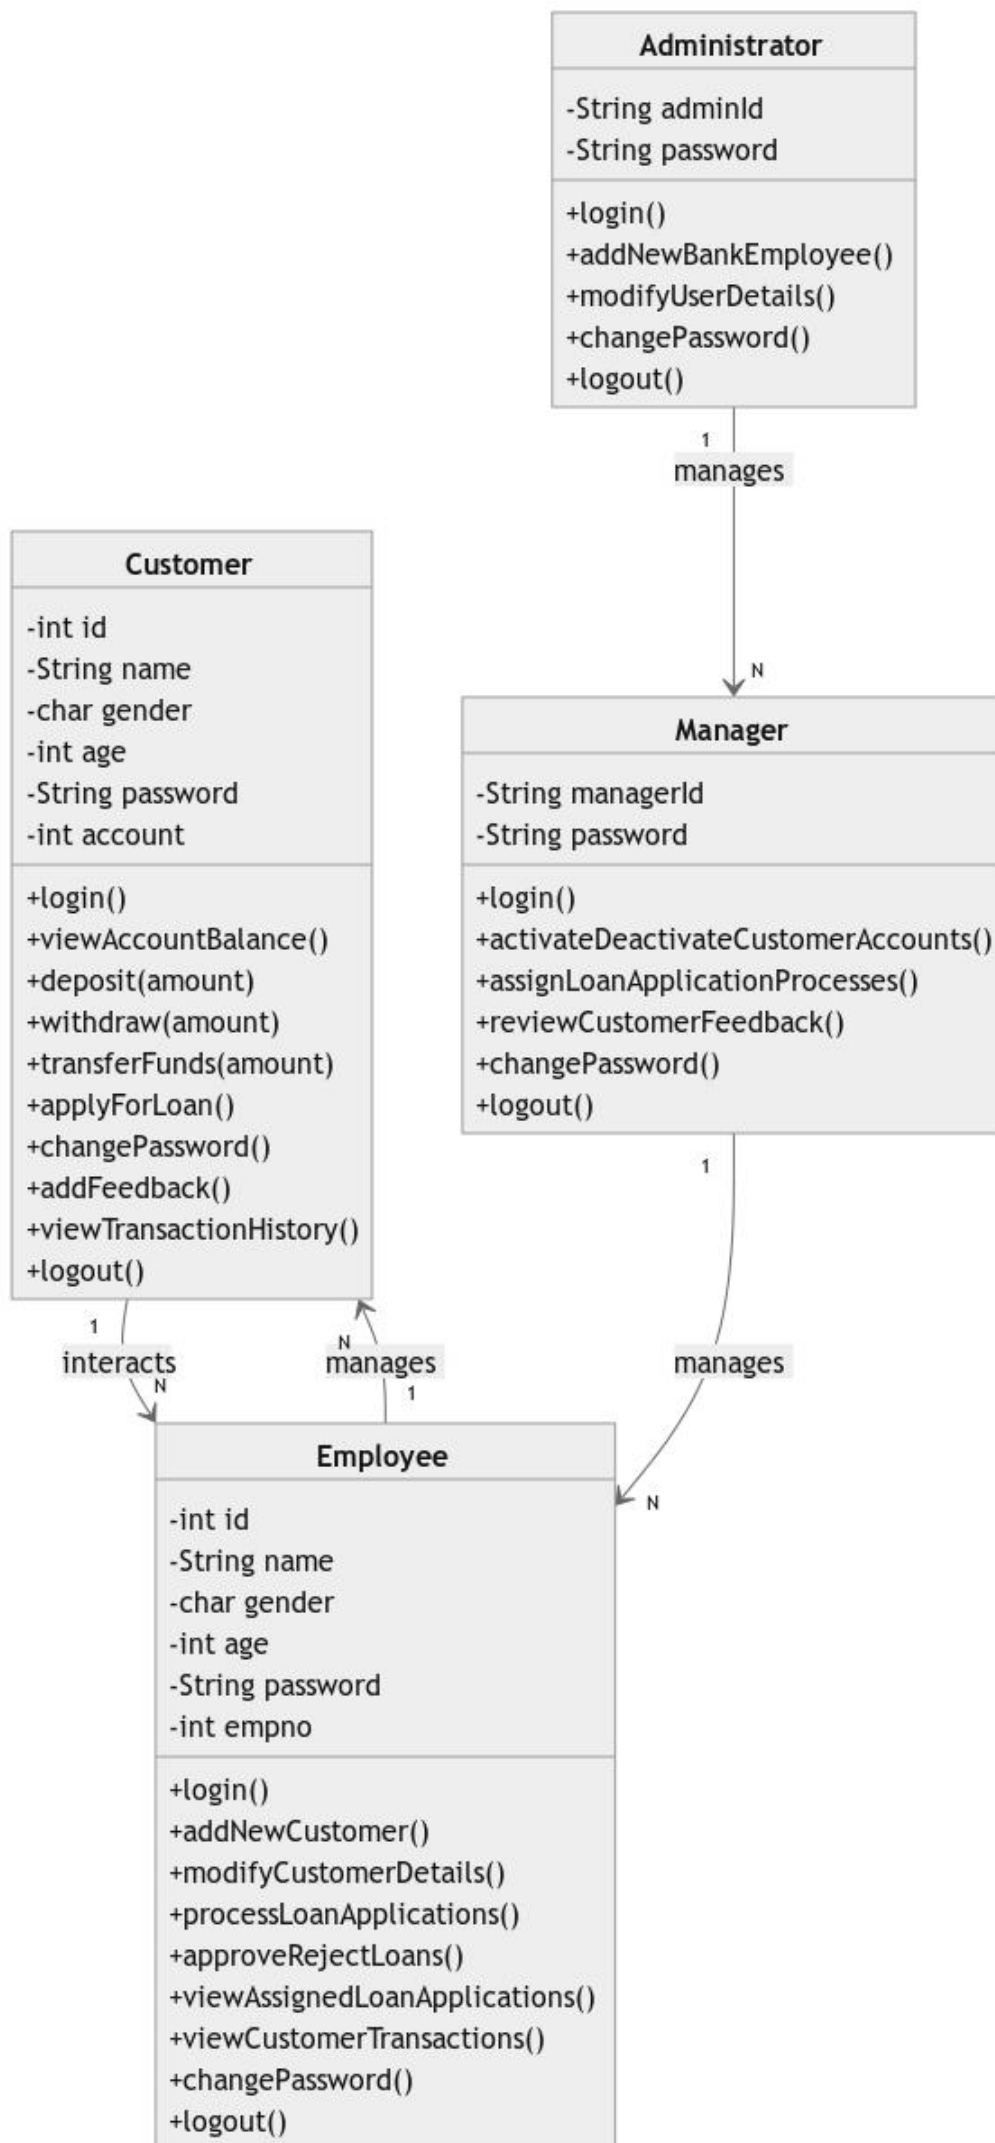 Administrator
-String adminId
-String password
+login()
+addNewBankEmployee()
+modifyUserDetails()
+changePassword()
+logout()
1
manages
N
Customer
-int id
-String name
-char gender
-int age
-String password
-int account
+login()
+viewAccountBalance()
+deposit(amount)
+withdraw(amount)
+transferFunds(amount)
+applyForLoan()
+changePassword()
+addFeedback()
+viewTransactionHistory()
+logout()
Manager
-String managerId
-String password
+login()
+activateDeactivateCustomerAccounts()
+assignLoanApplicationProcesses()
+reviewCustomerFeedback()
+changePassword()
+logout()
1
interacts
N
N
manages
1
1
manages
N
Employee
-int id
-String name
-char gender
-int age
-String password
-int empno
+login()
+addNewCustomer()
+modifyCustomerDetails()
+processLoanApplications()
+approveRejectLoans()
+viewAssignedLoanApplications()
+viewCustomerTransactions()
+changePassword()
+logout()